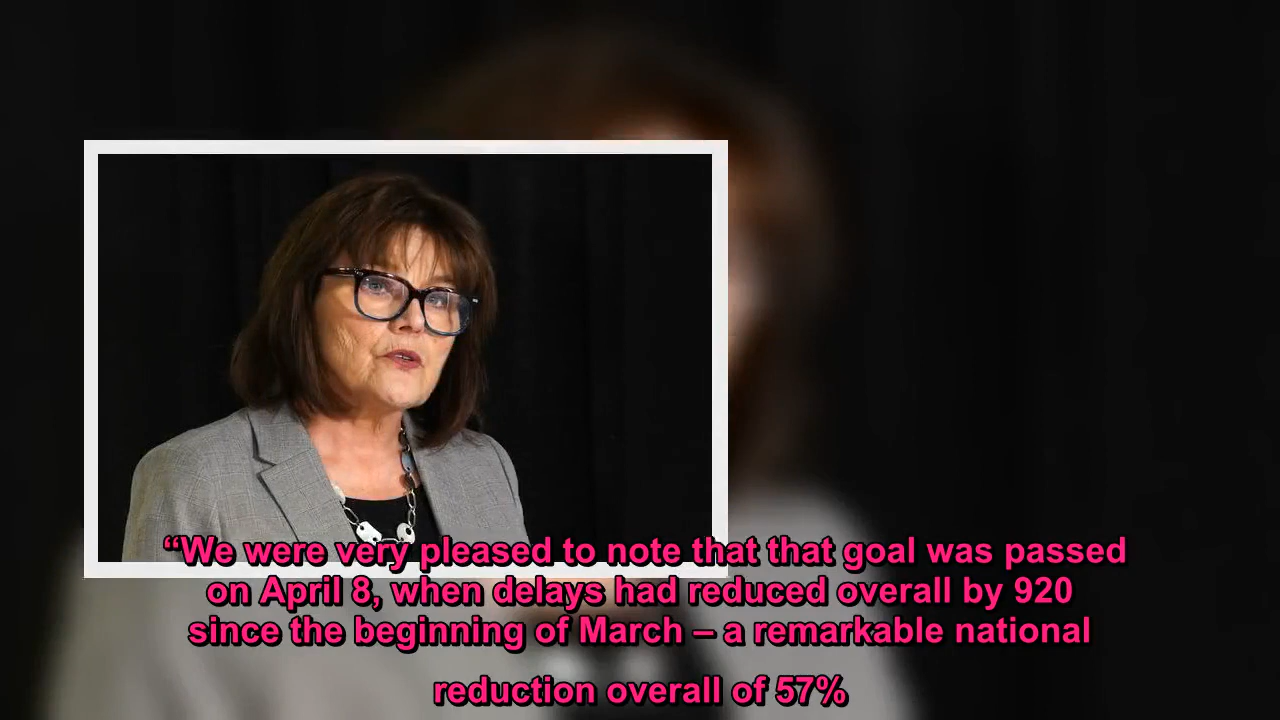 “We were very pleased to note that that goal was passed
on April 8, when delays had reduced overall by 920
since the beginning of March – a remarkable national
reduction overall of 57%